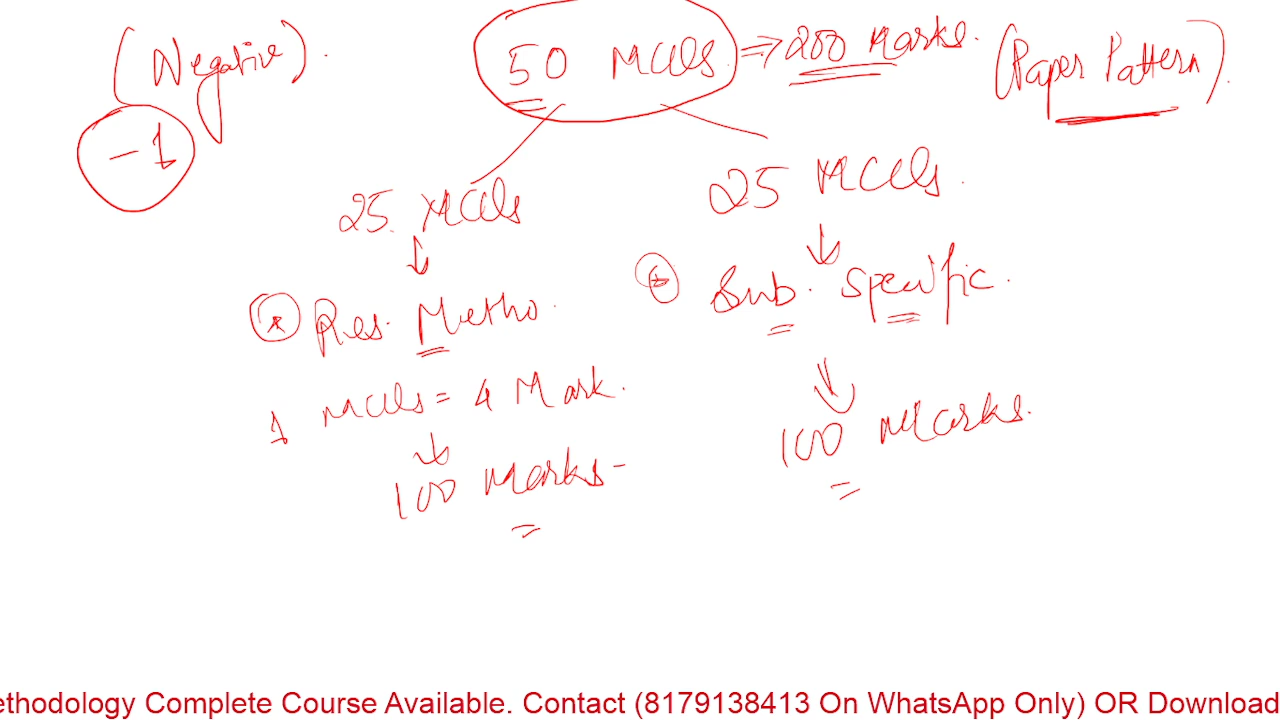 (Negative).
50 MCQs => 200 Marks.
(Paper Pattern).
-1
25 MCQs
25 MCQs.
Res. Metho.
Sub. Specific.
1 MCQs = 4 Mark.
100 Marks-
100 Marks.
ethodology Complete Course Available. Contact (8179138413 On WhatsApp Only) OR Download